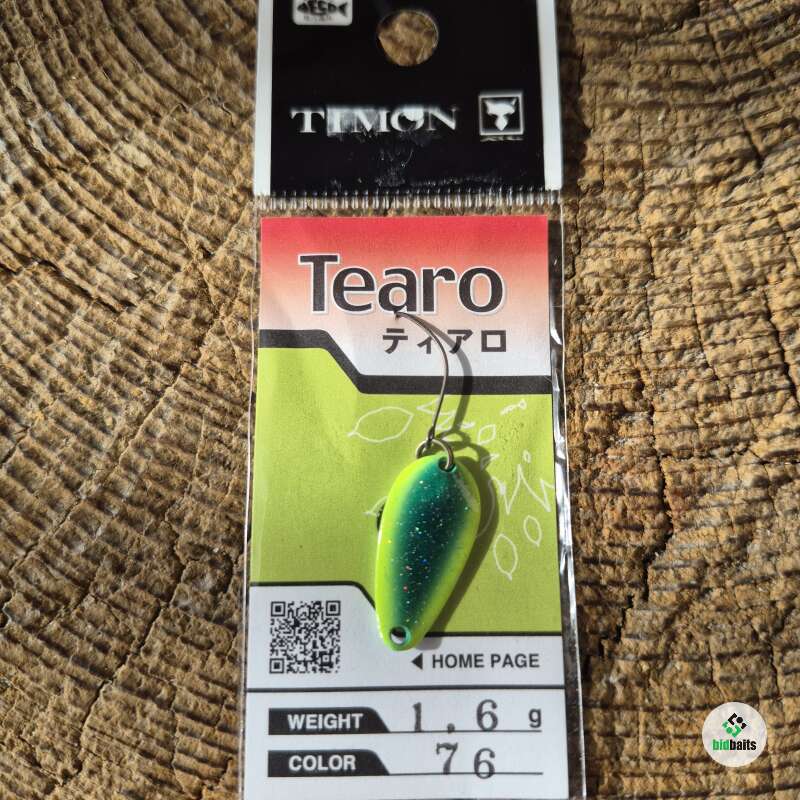 TIMON
Tearo
ティアロ
HOME PAGE
WEIGHT 1.6 g
COLOR 76
bidbaits